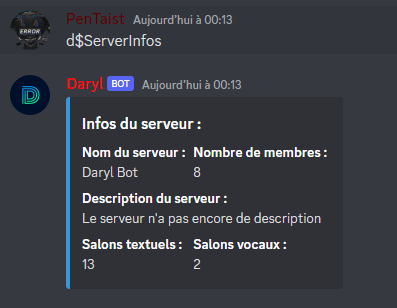 ERROR
PenTaist Aujourd'hui à 00:13
d$ServerInfos
Daryl BOT Aujourd'hui à 00:13
Infos du serveur :
Nom du serveur : Nombre de membres :
Daryl Bot 8
Description du serveur :
Le serveur n'a pas encore de description
Salons textuels : Salons vocaux :
13 2